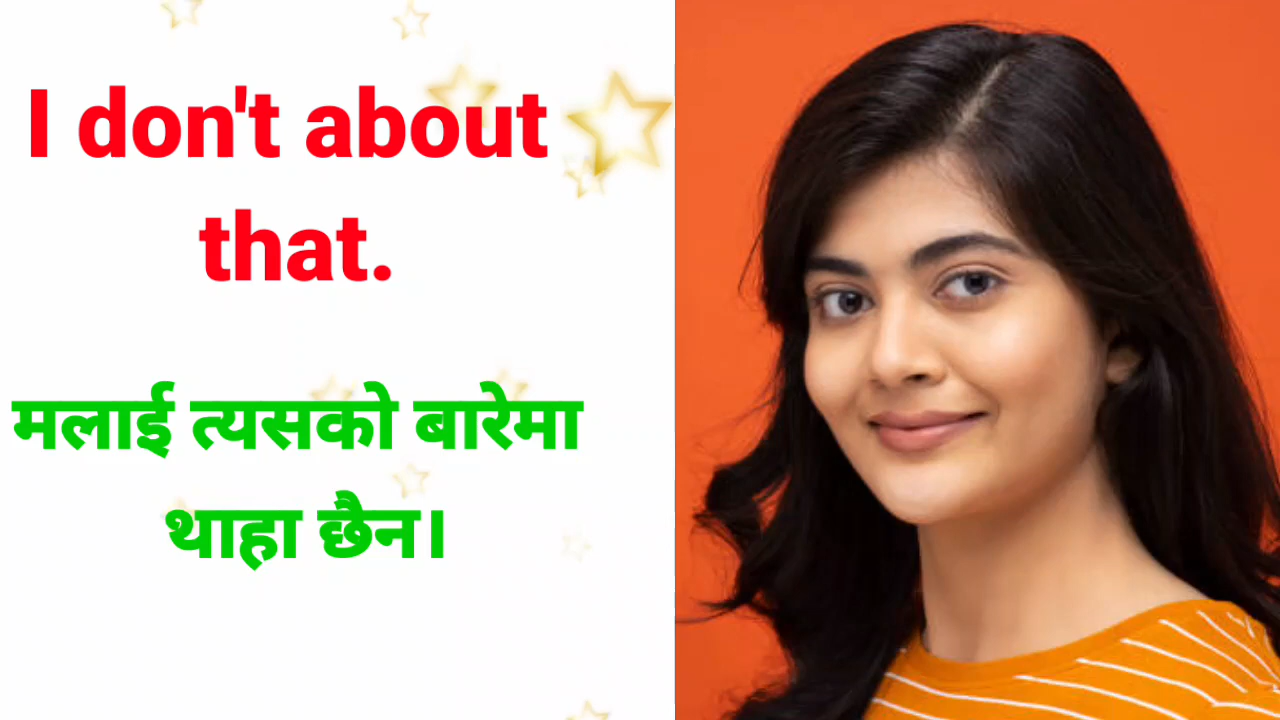 I don't about
that.
मलाई त्यसको बारेमा
थाहा छैन।